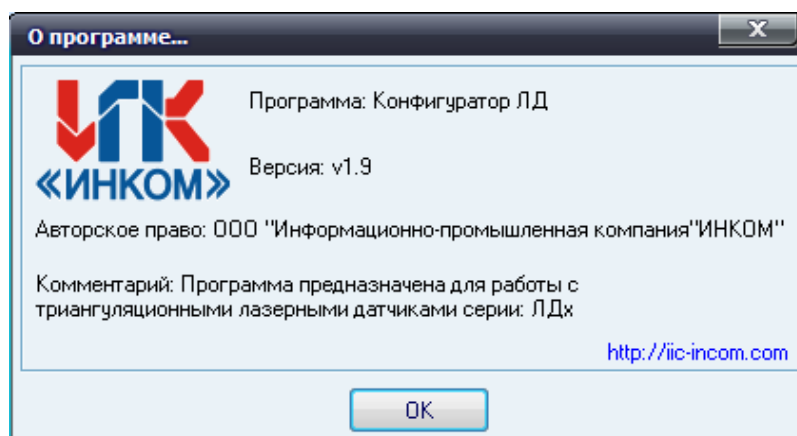 О программе...
x
ИПК
«ИНКОМ»
Программа: Конфигуратор ЛД
Версия: v1.9
Авторское право: ООО "Информационно-промышленная компания"ИНКОМ"
Комментарий: Программа предназначена для работы с
триангуляционными лазерными датчиками серии: ЛДх
http://iic-incom.com
OK